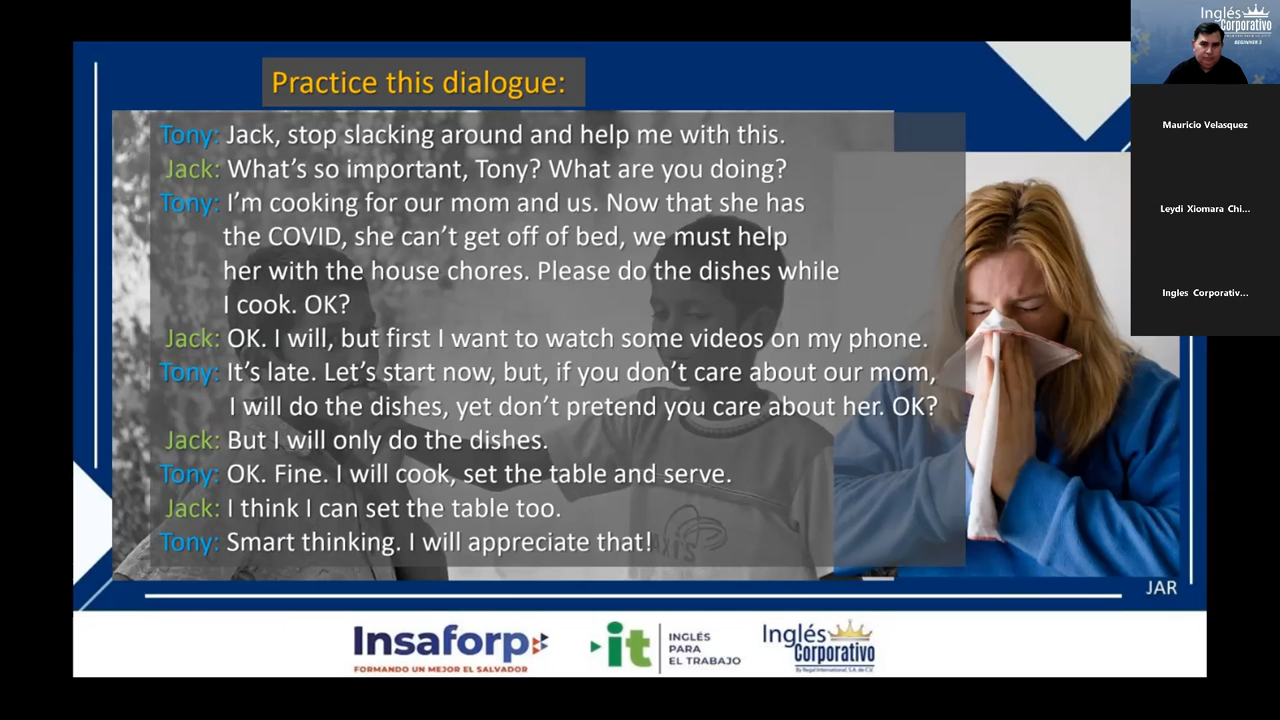 Practice this dialogue:
Tony: Jack, stop slacking around and help me with this.
Jack: What's so important, Tony? What are you doing?
Tony: I'm cooking for our mom and us. Now that she has
the COVID, she can't get off of bed, we must help
her with the house chores. Please do the dishes while
I cook. OK?
Jack: OK. I will, but first I want to watch some videos on my phone.
Tony: It's late. Let's start now, but, if you don't care about our mom,
I will do the dishes, yet don't pretend you care about her. OK?
Jack: But I will only do the dishes.
Tony: OK. Fine. I will cook, set the table and serve.
Jack: I think I can set the table too.
Tony: Smart thinking. I will appreciate that!
AXIS
JAR
Insaforp
FORMANDO UN MEJOR EL SALVADOR
it
INGLÉS
PARA
EL TRABAJO
Inglés
Corporativo
By Regal International, S.A. de C.V.
Inglés
Corporativo
BEGINNER 2
Mauricio Velasquez
Leydi Xiomara Chi...
Ingles Corporativ...